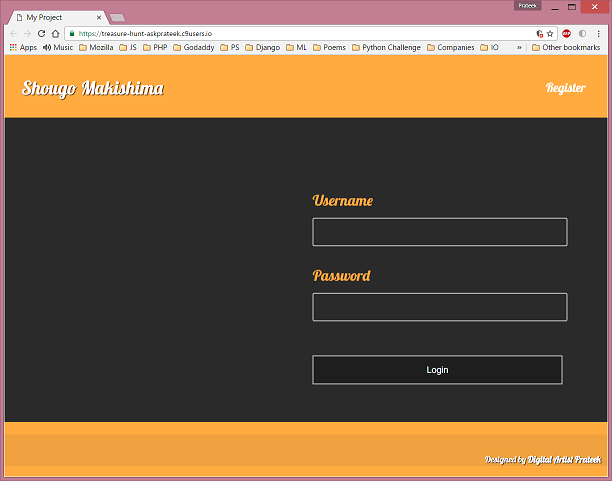 Prateek
My Project
https://treasure-hunt-askprateek.c9users.io
Apps Music Mozilla JS PHP Godaddy PS Django ML Poems Python Challenge Companies IO » Other bookmarks
Shougo Makishima
Register
Username
Password
Login
Designed by Digital Artist Prateek